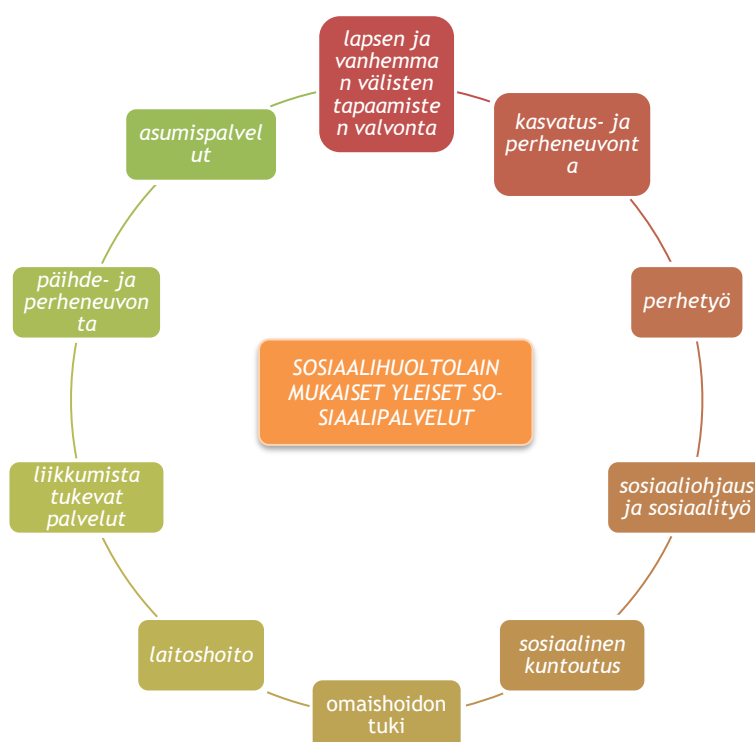 lapsen ja
vanhemma
n välisten
tapaamiste
n valvonta
kasvatus- ja
perheneuvont
a
perhetyö
sosiaaliohjaus
ja sosiaalityö
sosiaalinen
kuntoutus
omaishoidon
tuki
laitoshoito
liikkumista
tukevat
palvelut
päihde- ja
perheneuvon
ta
asumispalvel
ut
SOSIAALIHUOLTOLAIN
MUKAISET YLEISET SO-
SIAALIPALVELUT